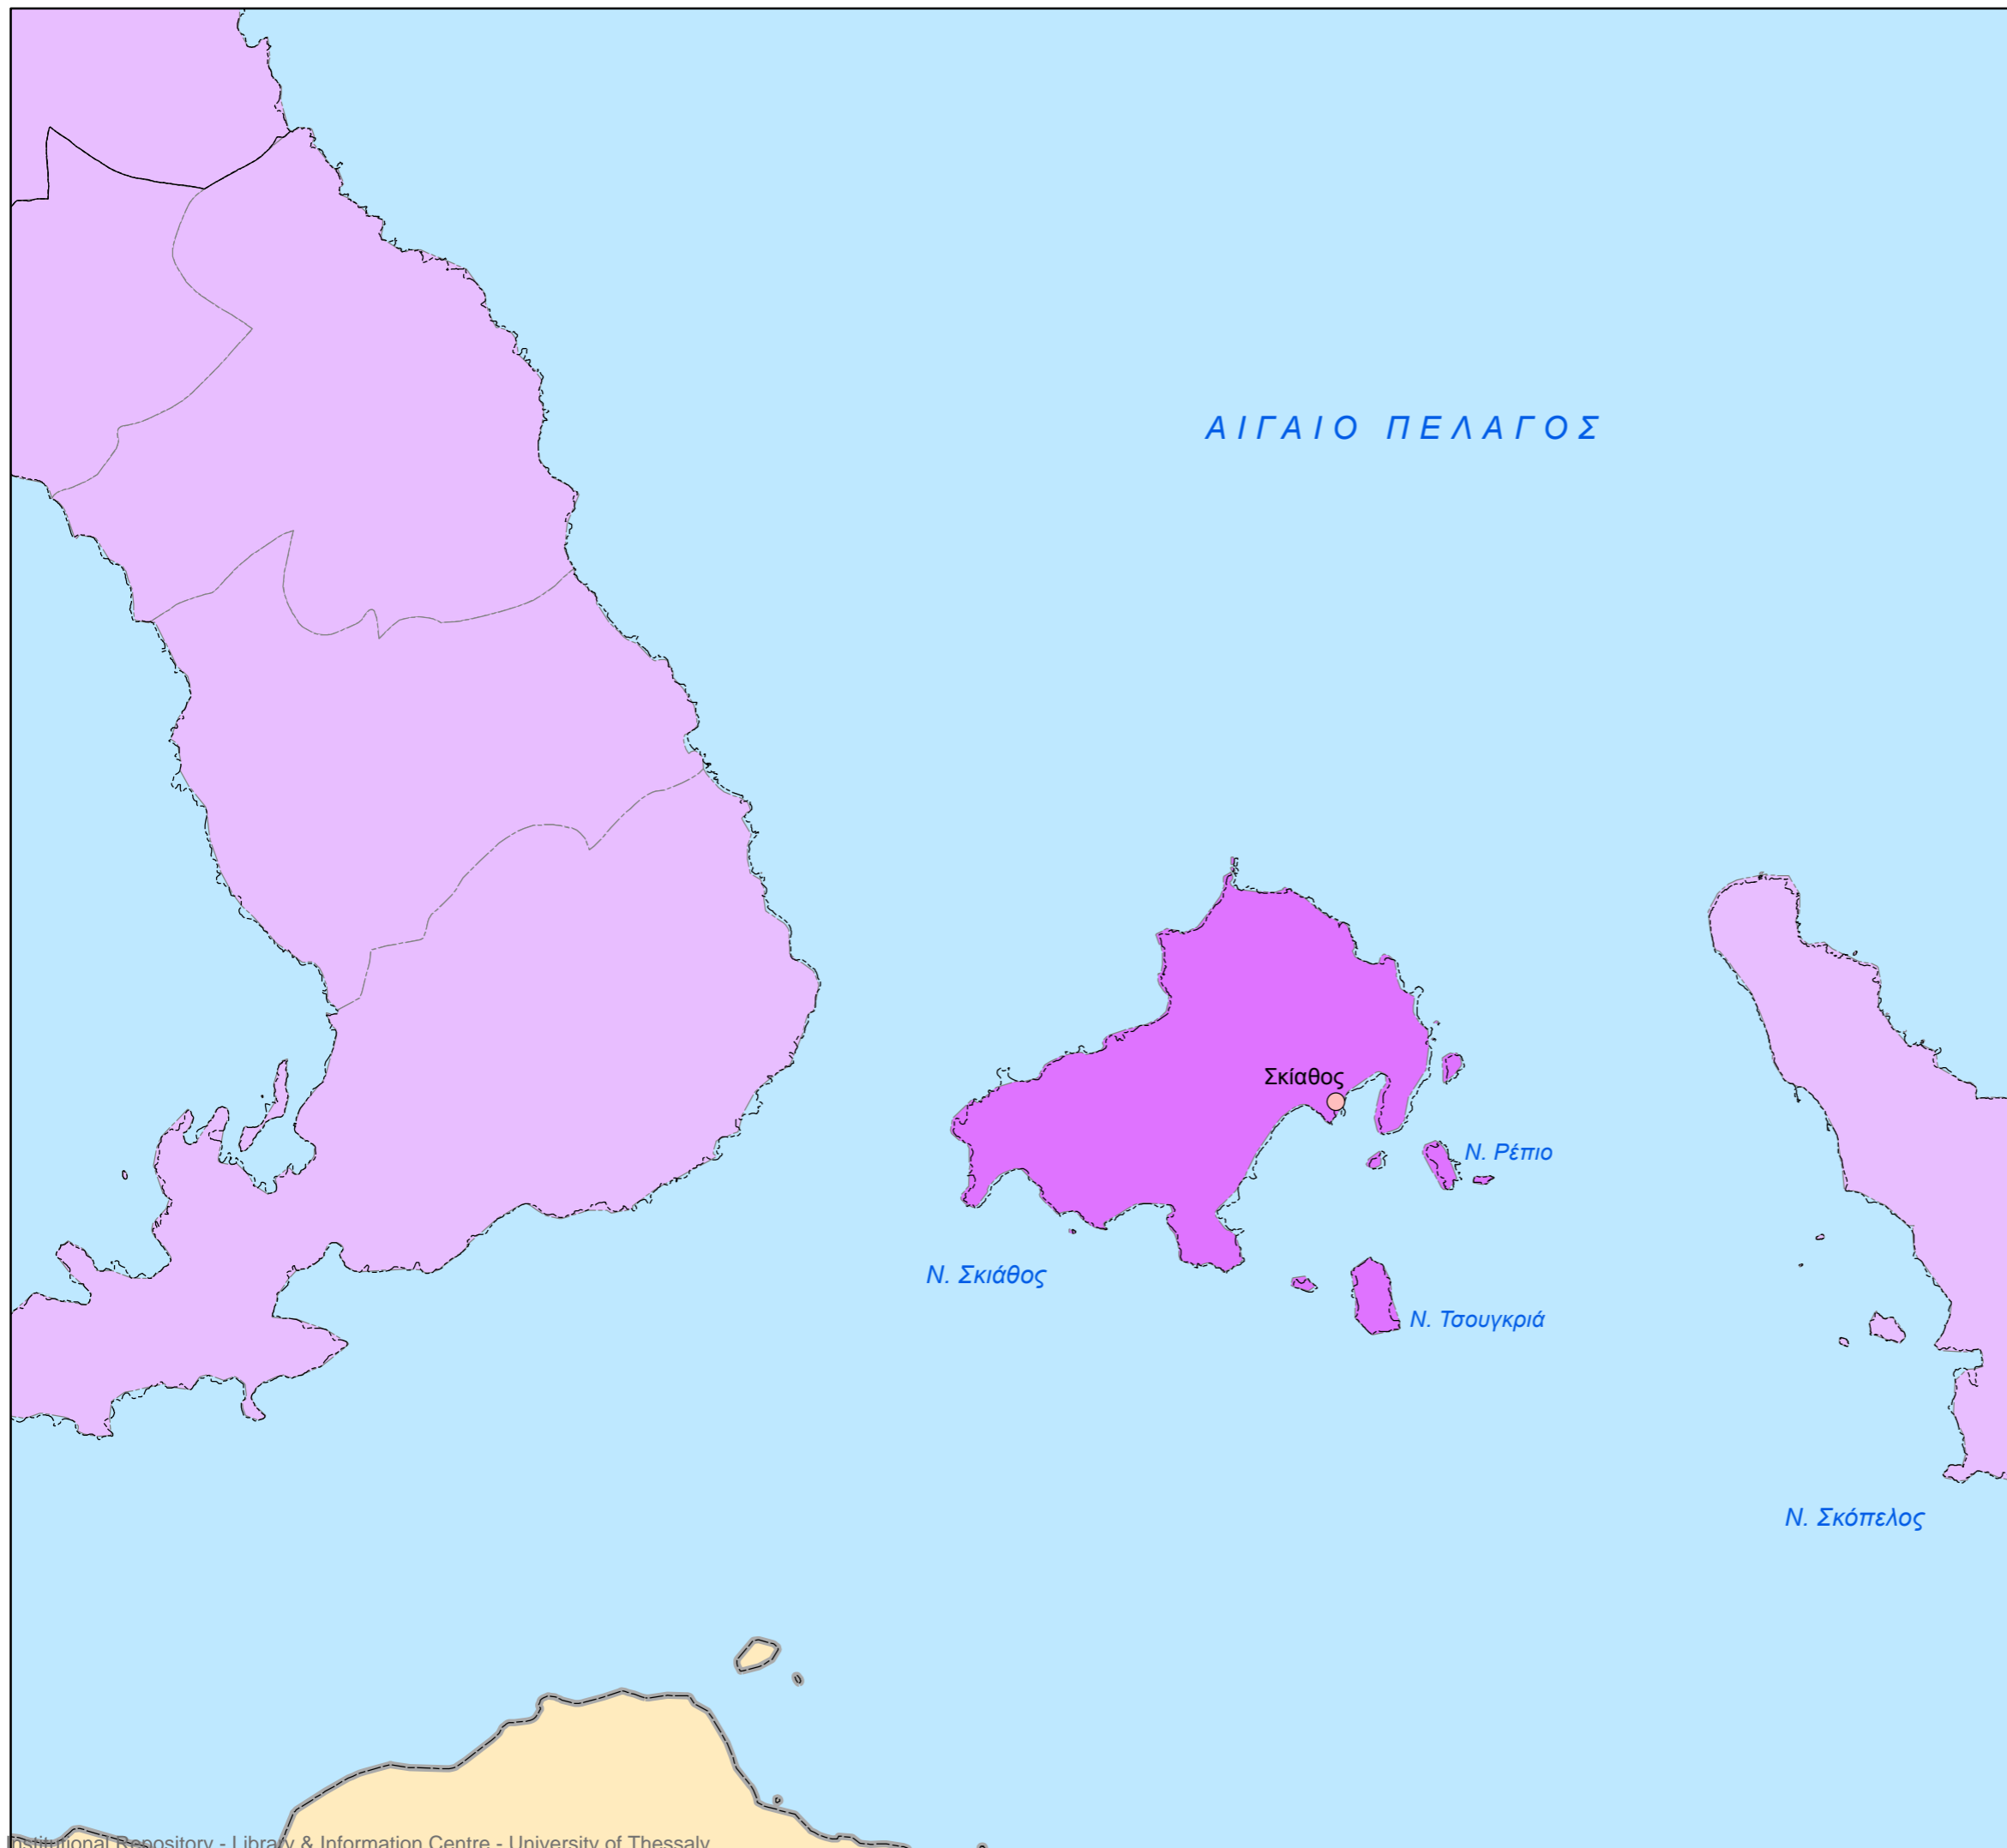 ΑΙΓΑΙΟ ΠΕΛΑΓΟΣ
Σκίαθος
Ν. Ρέπιο
Ν. Σκιάθος
Ν. Τσουγκριά
Ν. Σκόπελος
Institutional Repository - Library & Information Centre - University of Thessaly